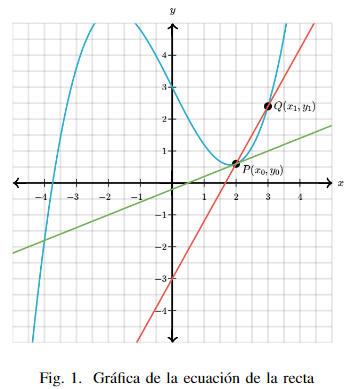 y
4
3
Q(x₁, y₁)
2
1
P(x₀, y₀)
x
−4 −3 −2 −1 1 2 3 4
−1
−2
−3
−4
Fig. 1. Gráfica de la ecuación de la recta